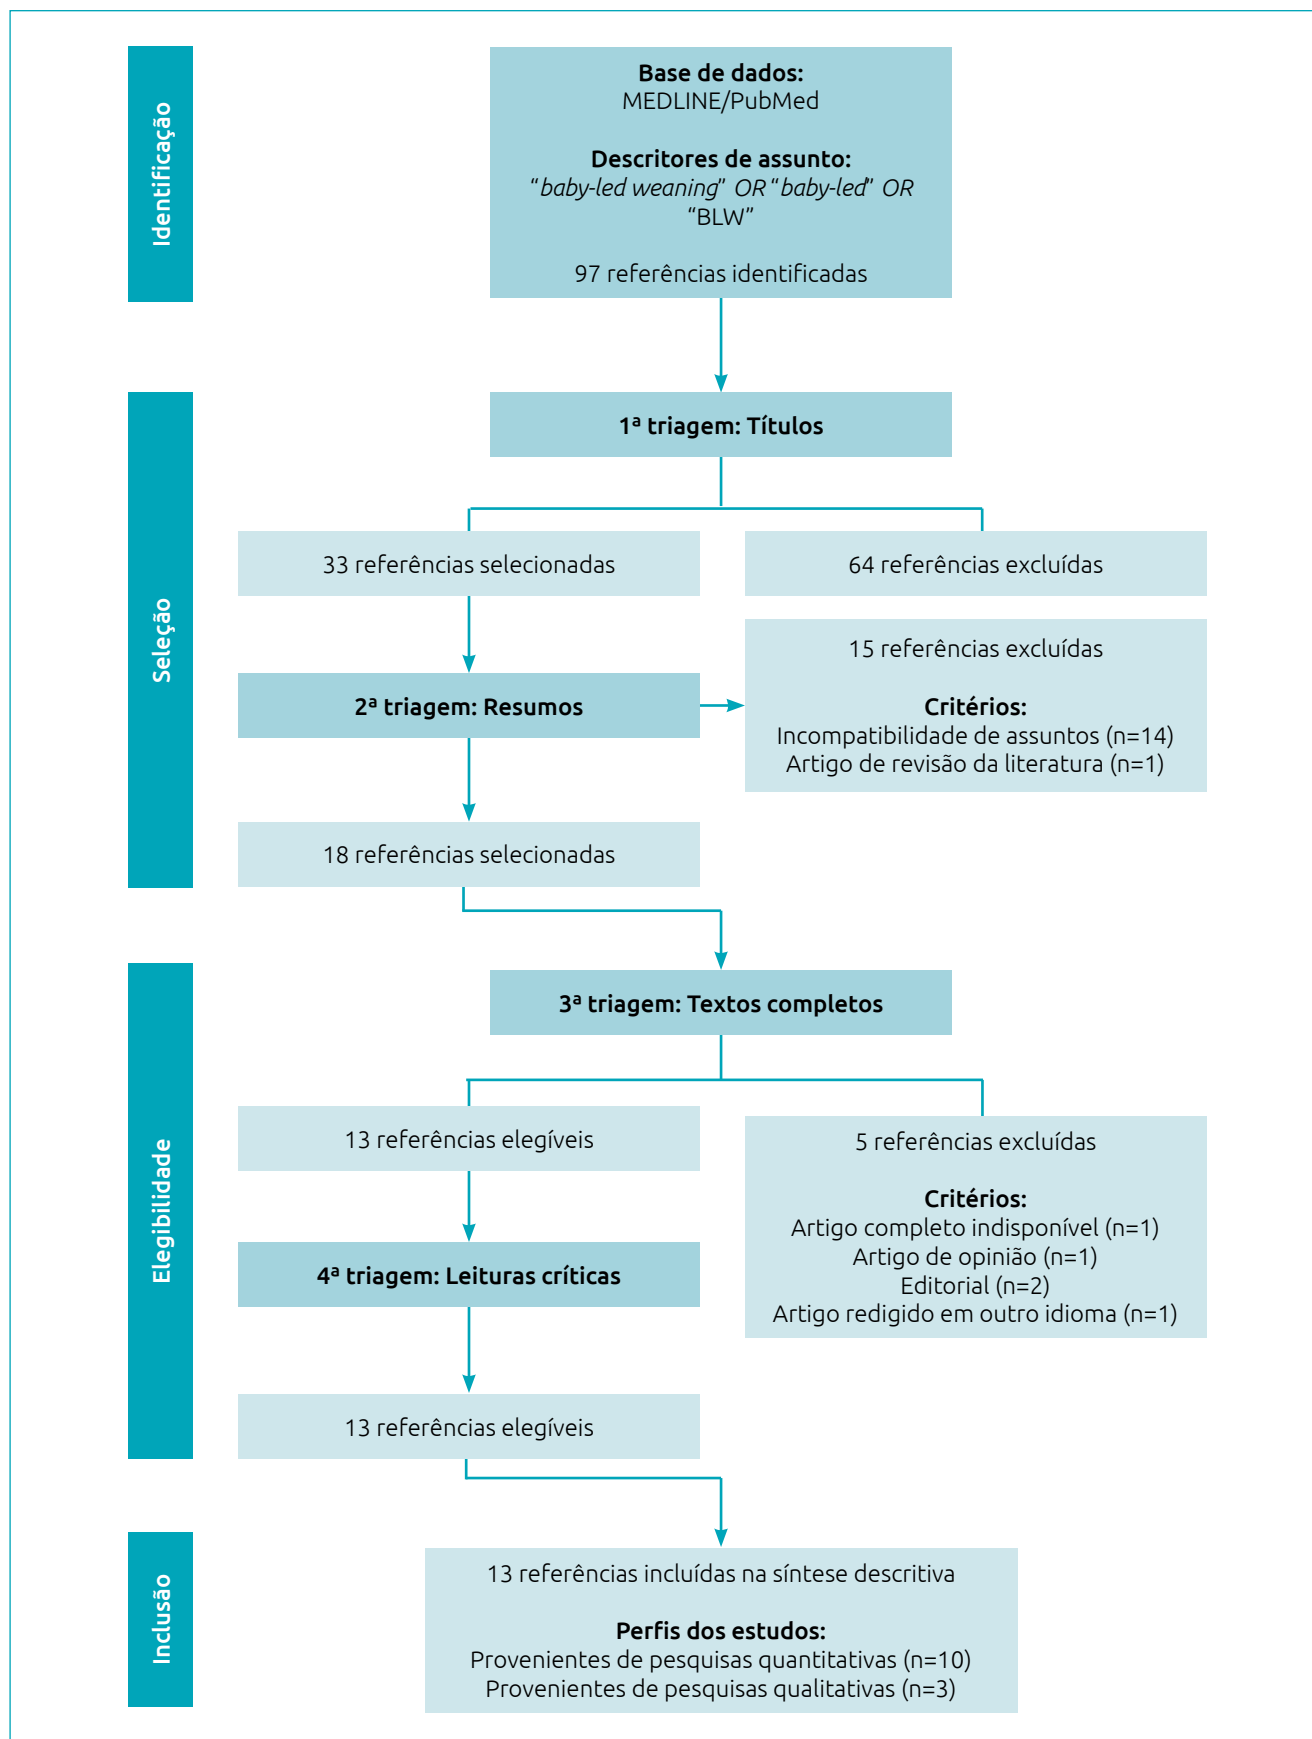 Identificação
Base de dados:
MEDLINE/PubMed
Descritores de assunto:
“baby-led weaning” OR “baby-led” OR
“BLW”
97 referências identificadas
Seleção
1ª triagem: Títulos
33 referências selecionadas
64 referências excluídas
2ª triagem: Resumos
15 referências excluídas
Critérios:
Incompatibilidade de assuntos (n=14)
Artigo de revisão da literatura (n=1)
18 referências selecionadas
Elegibilidade
3ª triagem: Textos completos
13 referências elegíveis
5 referências excluídas
Critérios:
Artigo completo indisponível (n=1)
Artigo de opinião (n=1)
Editorial (n=2)
Artigo redigido em outro idioma (n=1)
4ª triagem: Leituras críticas
13 referências elegíveis
Inclusão
13 referências incluídas na síntese descritiva
Perfis dos estudos:
Provenientes de pesquisas quantitativas (n=10)
Provenientes de pesquisas qualitativas (n=3)